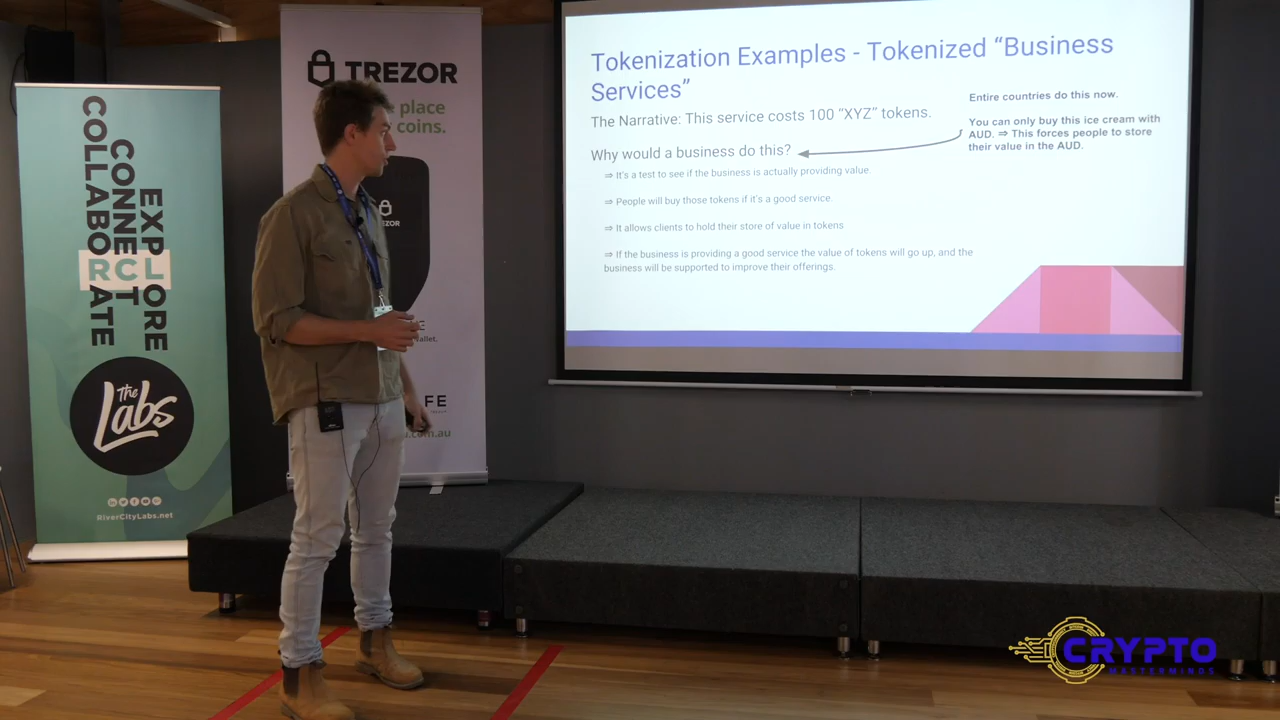 COLLABORATE
CONNECT
EXPLORE
The
Labs
RiverCityLabs.net
TREZOR
place
coins.
Tokenization Examples - Tokenized “Business
Services”
The Narrative: This service costs 100 “XYZ” tokens.
Why would a business do this?
⇒ It's a test to see if the business is actually providing value.
⇒ People will buy those tokens if it's a good service.
⇒ It allows clients to hold their store of value in tokens
⇒ If the business is providing a good service the value of tokens will go up, and the
business will be supported to improve their offerings.
Entire countries do this now.
You can only buy this ice cream with
AUD. ⇒ This forces people to store
their value in the AUD.
CRYPTO
MASTERMINDS